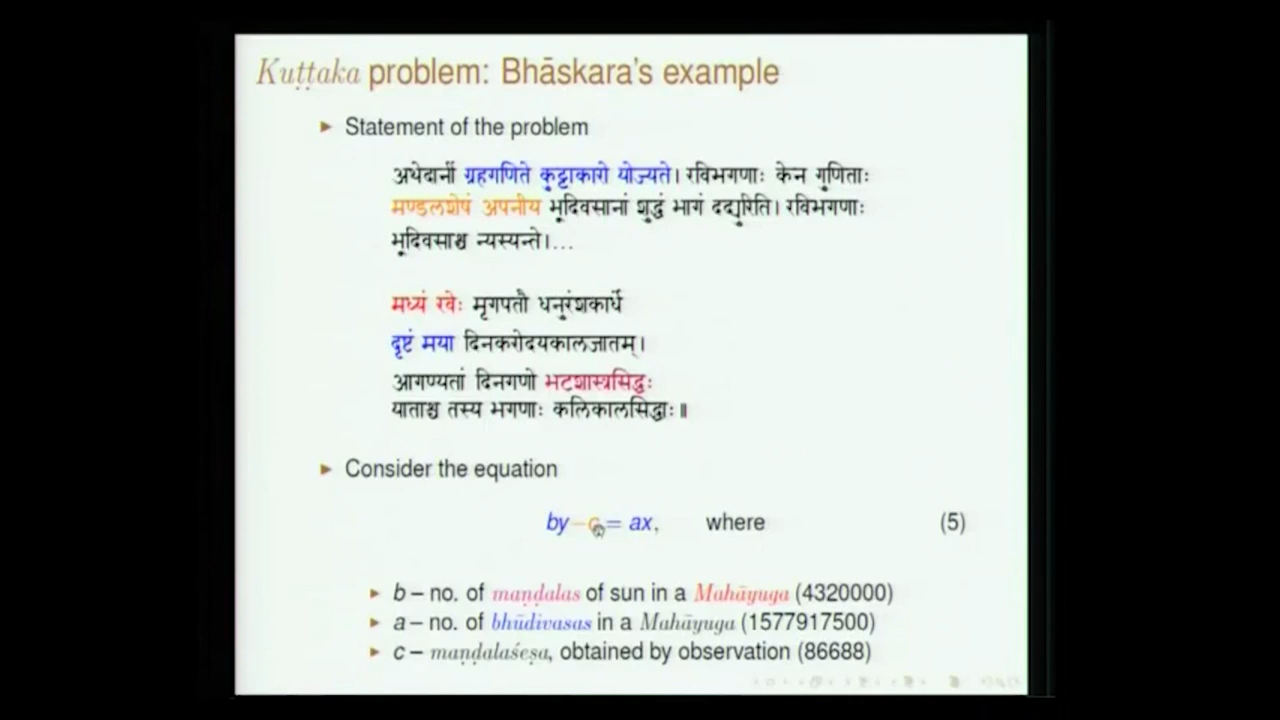 Kuṭṭaka problem: Bhāskara's example
▸ Statement of the problem
अथेदानीं ग्रहगणिते कुट्टाकारो योज्यते। रविभगणाः केन गुणिताः
मण्डलशेषं अपनीय भूदिवसानां शुद्धं भागं दद्युरिति। रविभगणाः
भूदिवसाश्च न्यस्यन्ते।...
मध्यं रवेः मृगपतौ धनुरंशकार्धे
दृष्टं मया दिनकरोदयकालजातम्।
आगण्यतां दिनगणो भटशास्त्रसिद्धः
याताश्च तस्य भगणाः कलिकालसिद्धाः॥
▸ Consider the equation
by − c = ax, where (5)
▸ b – no. of maṇḍalas of sun in a Mahāyuga (4320000)
▸ a – no. of bhūdivasas in a Mahāyuga (1577917500)
▸ c – maṇḍalaśeṣa, obtained by observation (86688)